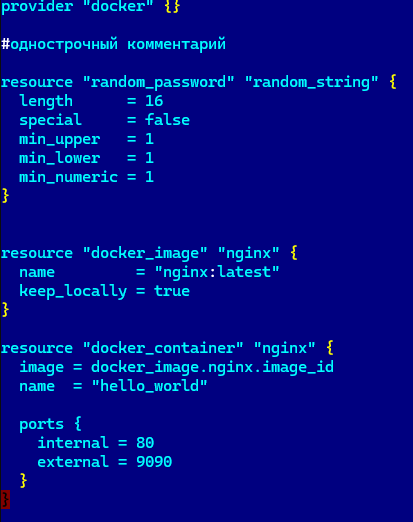 provider "docker" {}
#однострочный комментарий
resource "random_password" "random_string" {
  length      = 16
  special     = false
  min_upper   = 1
  min_lower   = 1
  min_numeric = 1
}
resource "docker_image" "nginx" {
  name         = "nginx:latest"
  keep_locally = true
}
resource "docker_container" "nginx" {
  image = docker_image.nginx.image_id
  name  = "hello_world"
  ports {
    internal = 80
    external = 9090
  }
}